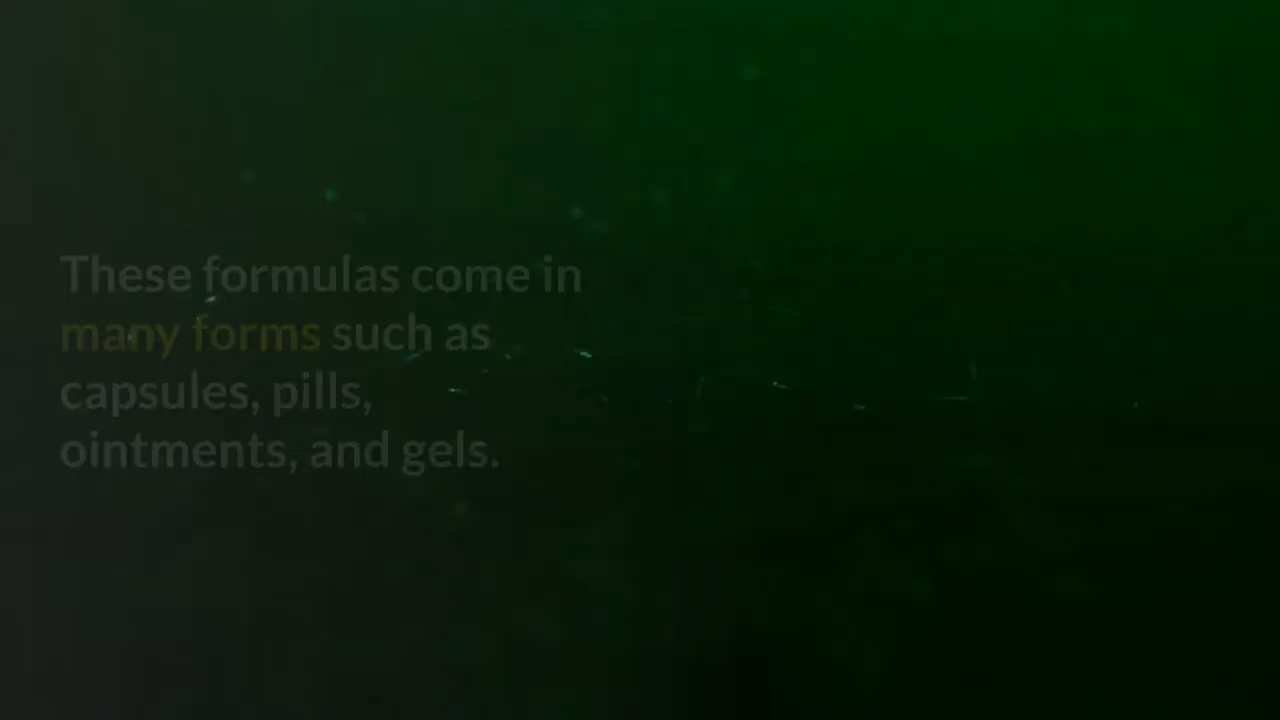 These formulas come in
many forms such as
capsules, pills,
ointments, and gels.